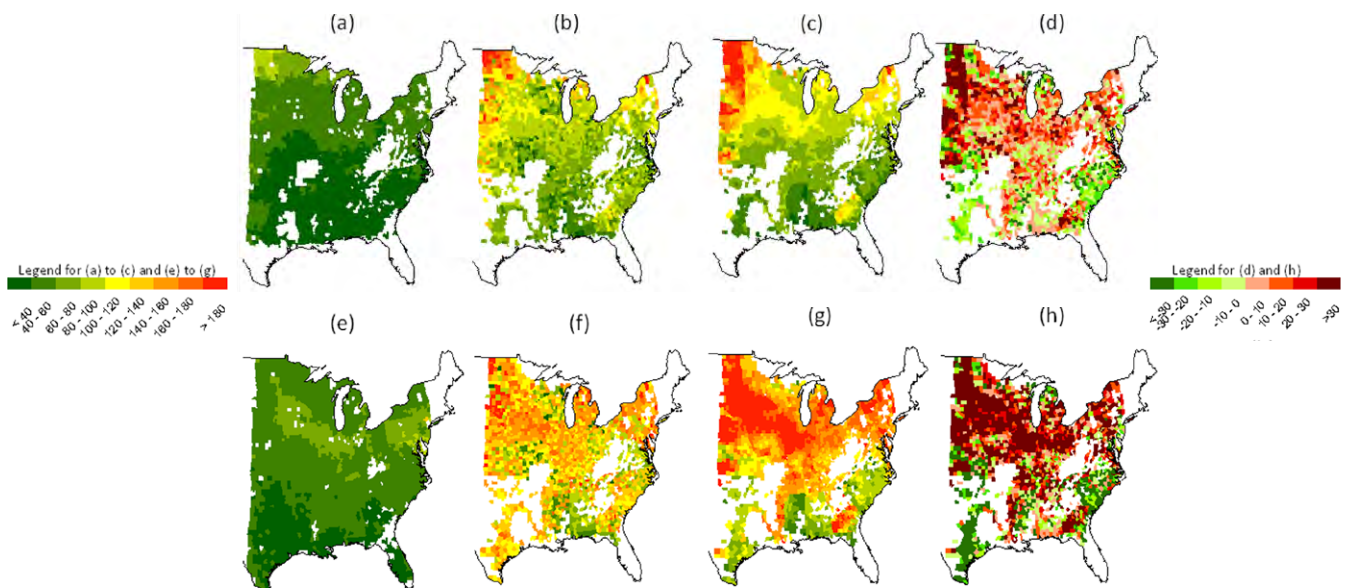 (a)
(b)
(c)
(d)
Legend for (a) to (c) and (e) to (g)
< 40
40 - 60
60 - 80
80 - 100
100 - 120
120 - 140
140 - 160
160 - 180
> 180
Legend for (d) and (h)
<-30
-30 - -20
-20 - -10
-10 - 0
0 - 10
10 - 20
20 - 30
>30
(e)
(f)
(g)
(h)